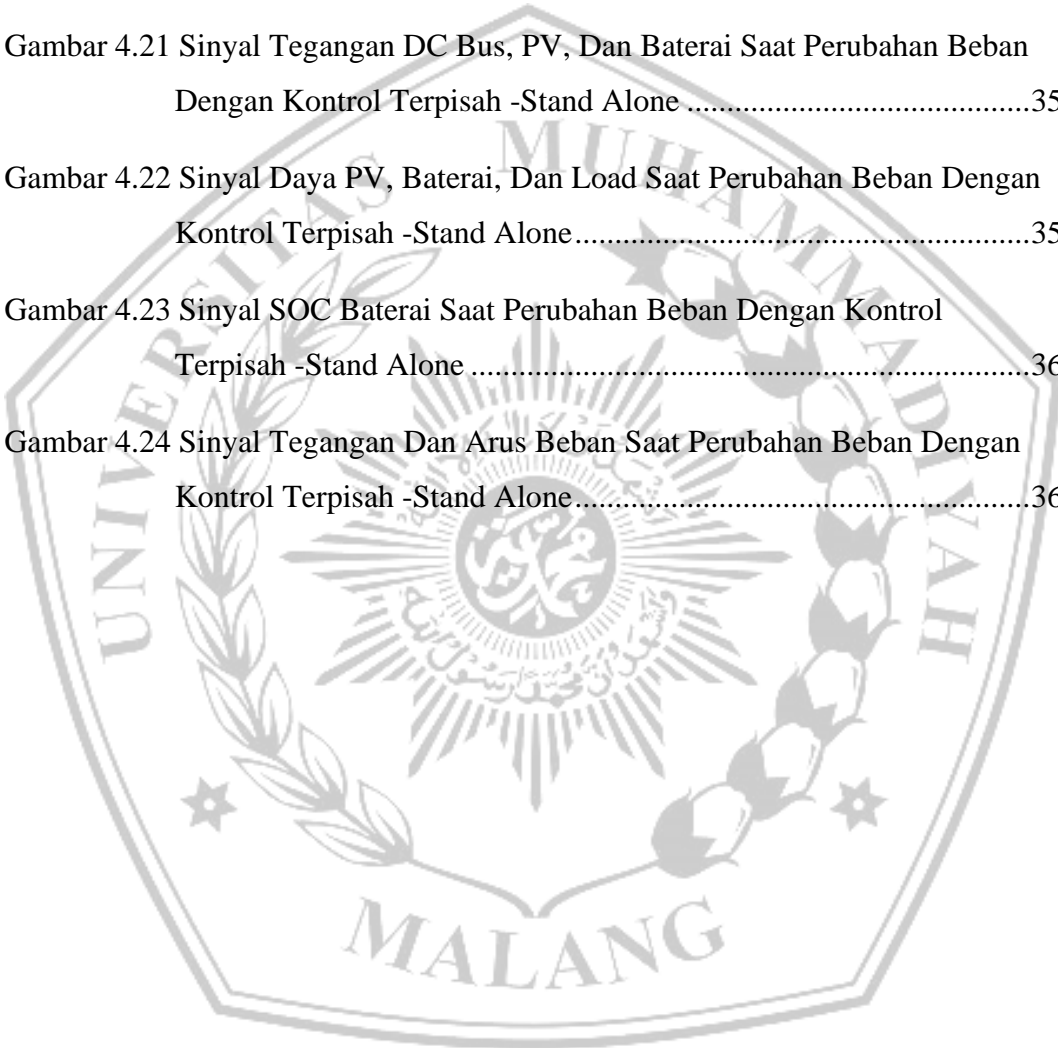 Gambar 4.21 Sinyal Tegangan DC Bus, PV, Dan Baterai Saat Perubahan Beban
Dengan Kontrol Terpisah -Stand Alone ............................................35
Gambar 4.22 Sinyal Daya PV, Baterai, Dan Load Saat Perubahan Beban Dengan
Kontrol Terpisah -Stand Alone...........................................................35
Gambar 4.23 Sinyal SOC Baterai Saat Perubahan Beban Dengan Kontrol
Terpisah -Stand Alone ........................................................................36
Gambar 4.24 Sinyal Tegangan Dan Arus Beban Saat Perubahan Beban Dengan
Kontrol Terpisah -Stand Alone...........................................................36
UNIVERSITAS MUHAMMADIYAH
MALANG